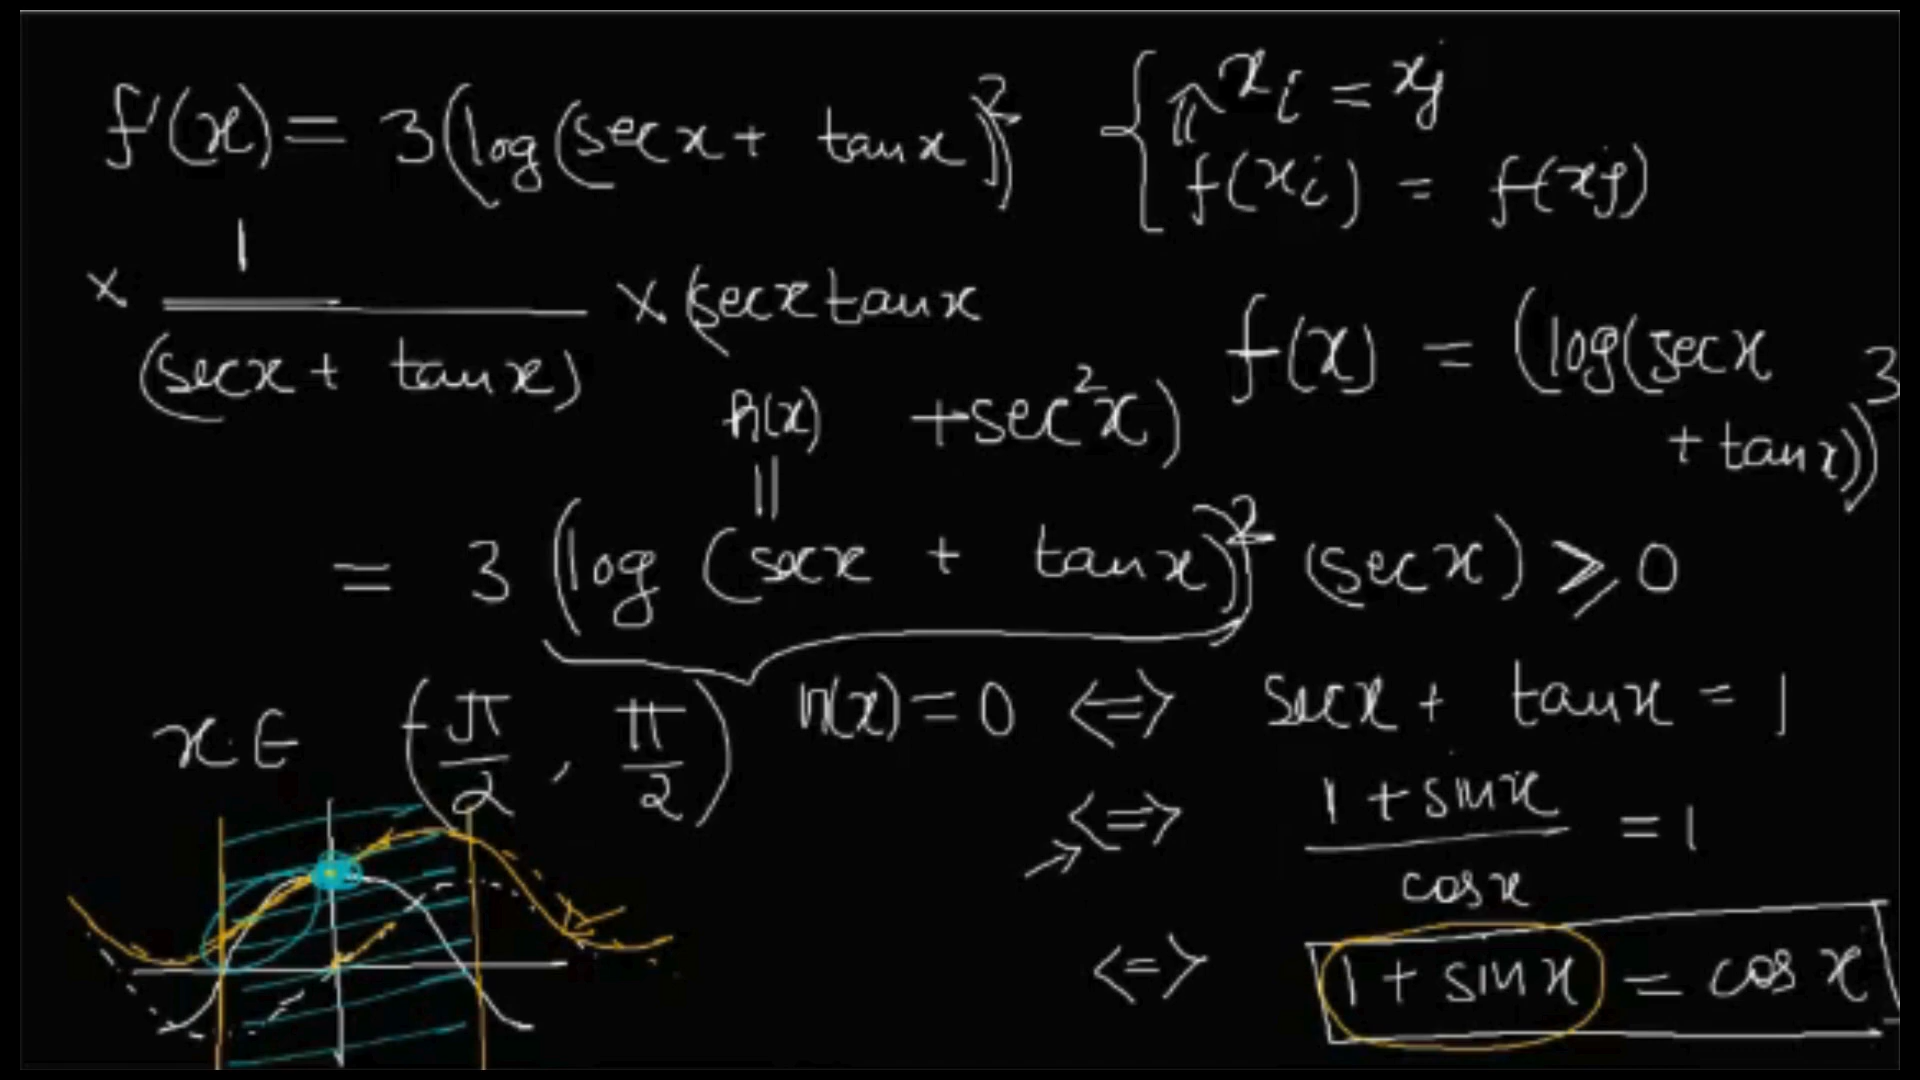 f'(x) = 3(log(secx + tanx))²
× 1/(secx + tanx) × (secx tanx
+ sec²x)
{ ⇑ xi = xj
f(xi) = f(xj)
f(x) = (log(secx
+ tanx))³
h(x)
||
= 3 (log (secx + tanx))² (secx) ⩾ 0
x ∈ (-π/2, π/2)
h(x) = 0 <=> secx + tanx = 1
<=> (1 + sinx)/cosx = 1
<=> 1 + sinx = cosx